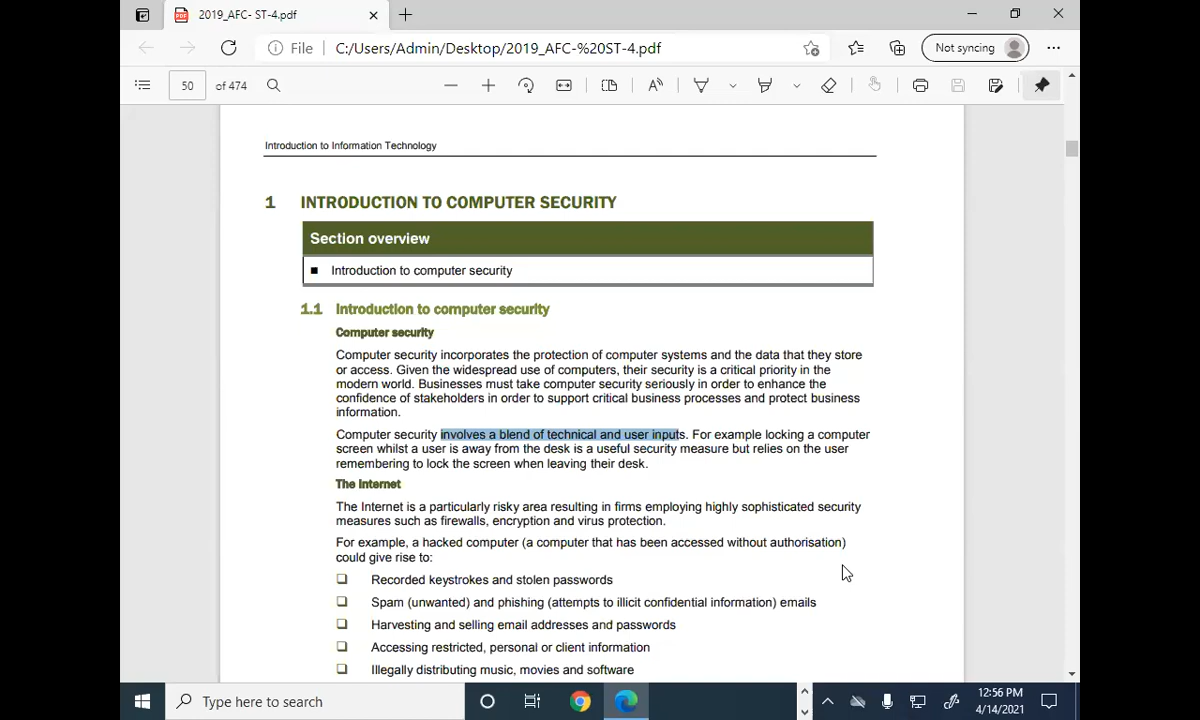 2019_AFC- ST-4.pdf
File C:/Users/Admin/Desktop/2019_AFC-%20ST-4.pdf Not syncing
50 of 474
Introduction to Information Technology
1 INTRODUCTION TO COMPUTER SECURITY
Section overview
■ Introduction to computer security
1.1 Introduction to computer security
Computer security
Computer security incorporates the protection of computer systems and the data that they store
or access. Given the widespread use of computers, their security is a critical priority in the
modern world. Businesses must take computer security seriously in order to enhance the
confidence of stakeholders in order to support critical business processes and protect business
information.
Computer security involves a blend of technical and user inputs. For example locking a computer
screen whilst a user is away from the desk is a useful security measure but relies on the user
remembering to lock the screen when leaving their desk.
The Internet
The Internet is a particularly risky area resulting in firms employing highly sophisticated security
measures such as firewalls, encryption and virus protection.
For example, a hacked computer (a computer that has been accessed without authorisation)
could give rise to:
❑ Recorded keystrokes and stolen passwords
❑ Spam (unwanted) and phishing (attempts to illicit confidential information) emails
❑ Harvesting and selling email addresses and passwords
❑ Accessing restricted, personal or client information
❑ Illegally distributing music, movies and software
Type here to search
12:56 PM
4/14/2021